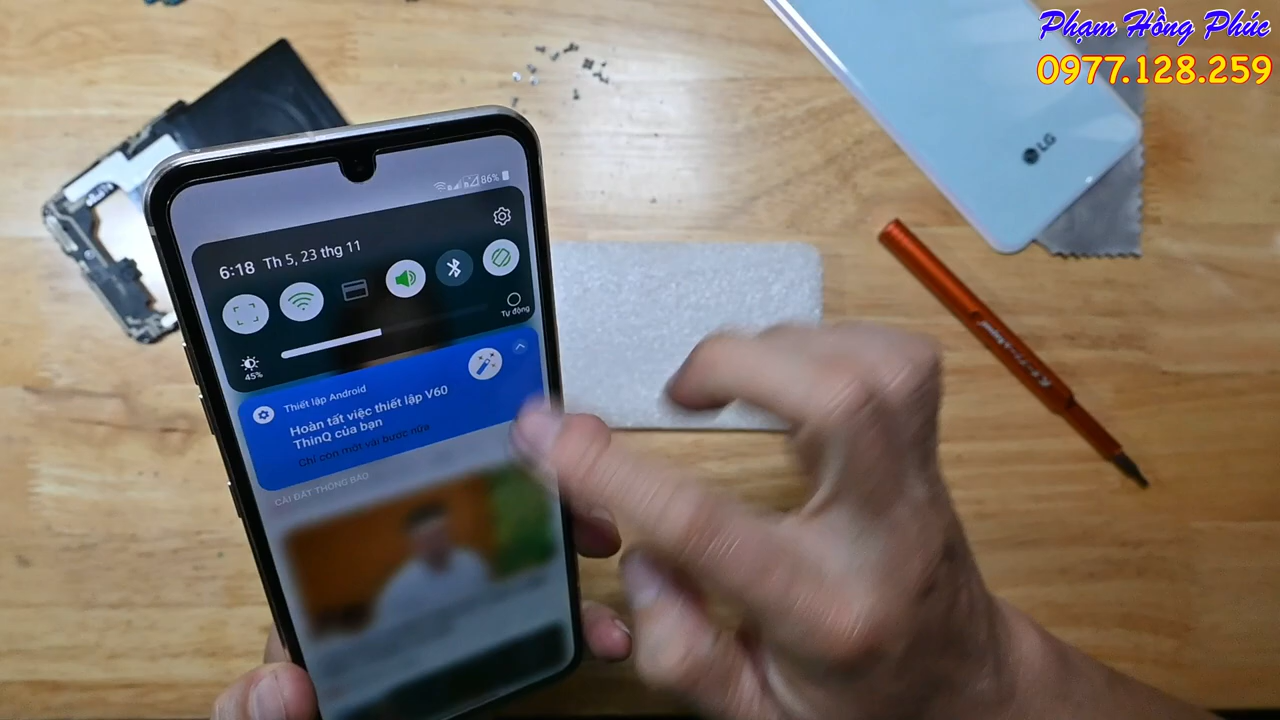 Phạm Hồng Phúc
0977.128.259
LG
86%
6:18 Th 5, 23 thg 11
Tự động
45%
Thiết lập Android
Hoàn tất việc thiết lập V60
ThinQ của bạn
Chỉ còn một vài bước nữa
CÀI ĐẶT THÔNG BÁO